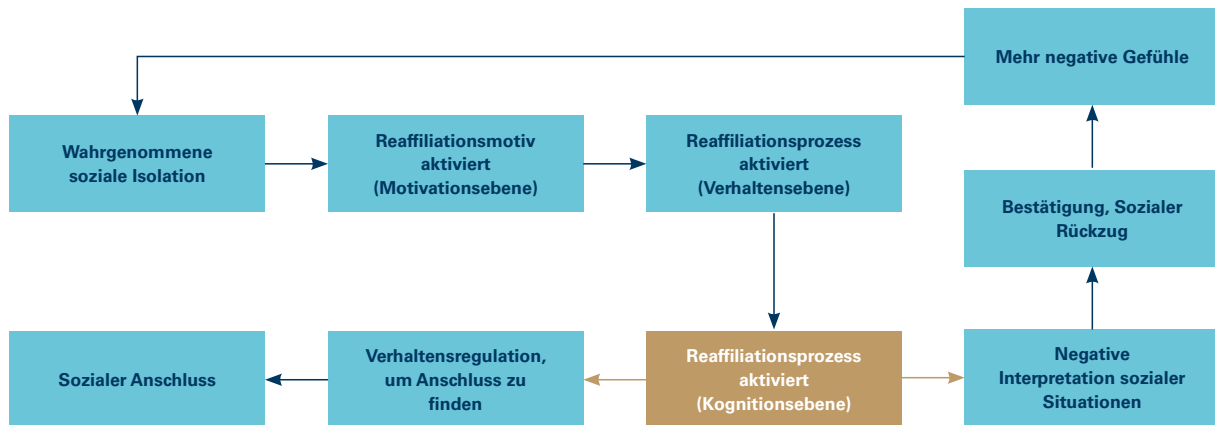 Mehr negative Gefühle
Wahrgenommene
soziale Isolation
Reaffiliationsmotiv
aktiviert
(Motivationsebene)
Reaffiliationsprozess
aktiviert
(Verhaltensebene)
Bestätigung, Sozialer
Rückzug
Sozialer Anschluss
Verhaltensregulation,
um Anschluss zu
finden
Reaffiliationsprozess
aktiviert
(Kognitionsebene)
Negative
Interpretation sozialer
Situationen